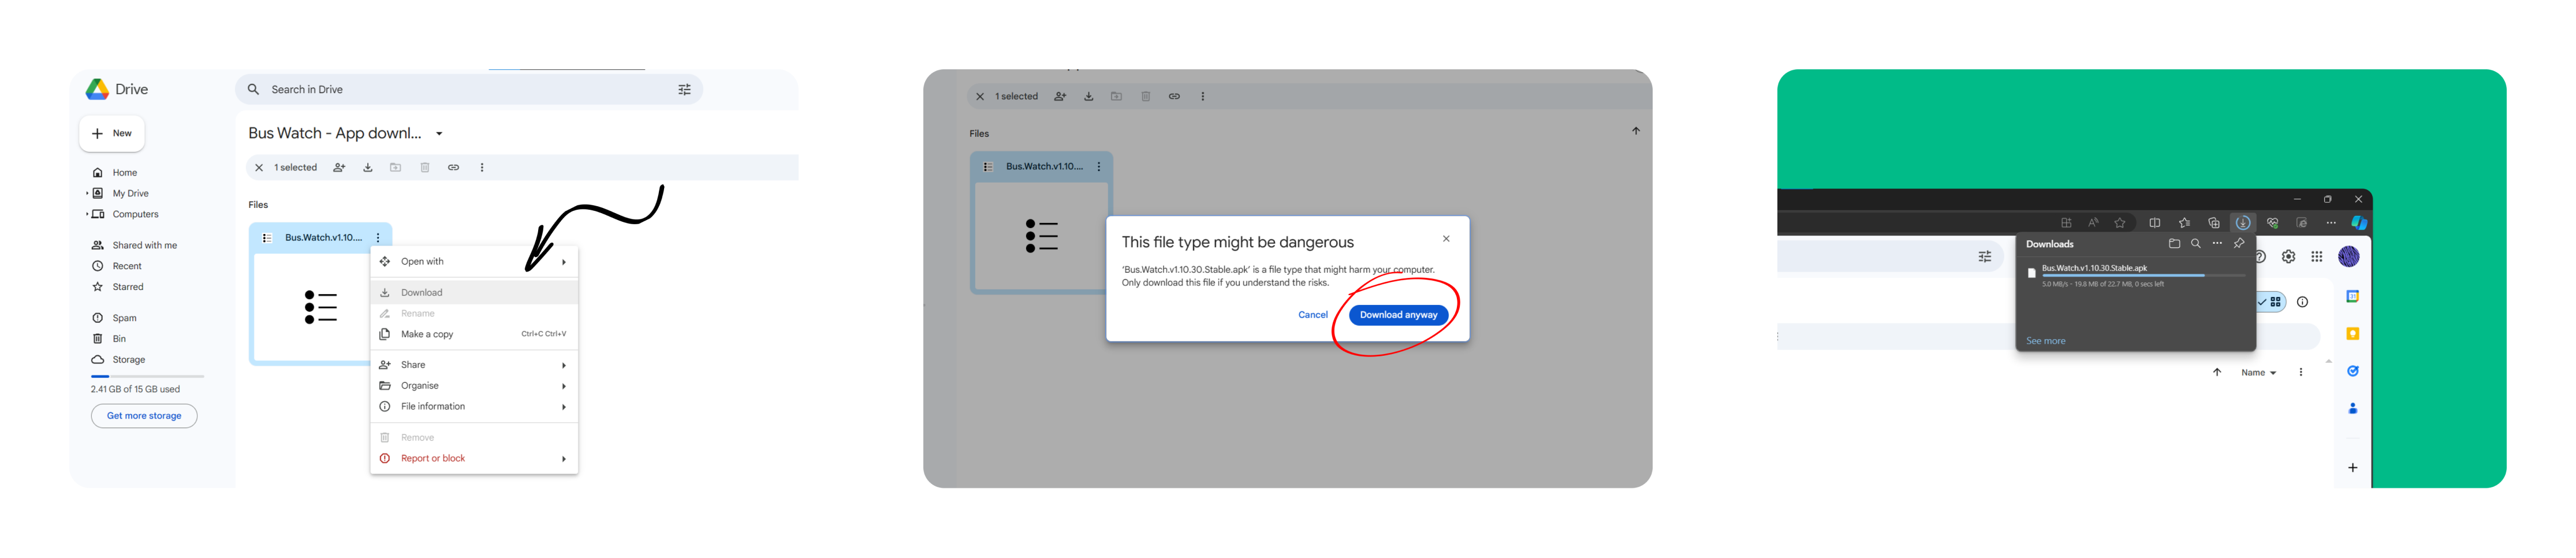 Drive
Search in Drive
New
Bus Watch - App downl...
1 selected
Home
My Drive
Computers
Shared with me
Recent
Starred
Spam
Bin
Storage
2.41 GB of 15 GB used
Get more storage
Files
Bus.Watch.v1.10....
Open with
Download
Rename
Make a copy Ctrl+C Ctrl+V
Share
Organise
File information
Remove
Report or block
1 selected
Files
Bus.Watch.v1.10....
This file type might be dangerous
'Bus.Watch.v1.10.30.Stable.apk' is a file type that might harm your computer.
Only download this file if you understand the risks.
Cancel
Download anyway
Downloads
Bus.Watch.v1.10.30.Stable.apk
5.0 MB/s - 19.8 MB of 22.7 MB, 0 secs left
See more
Name